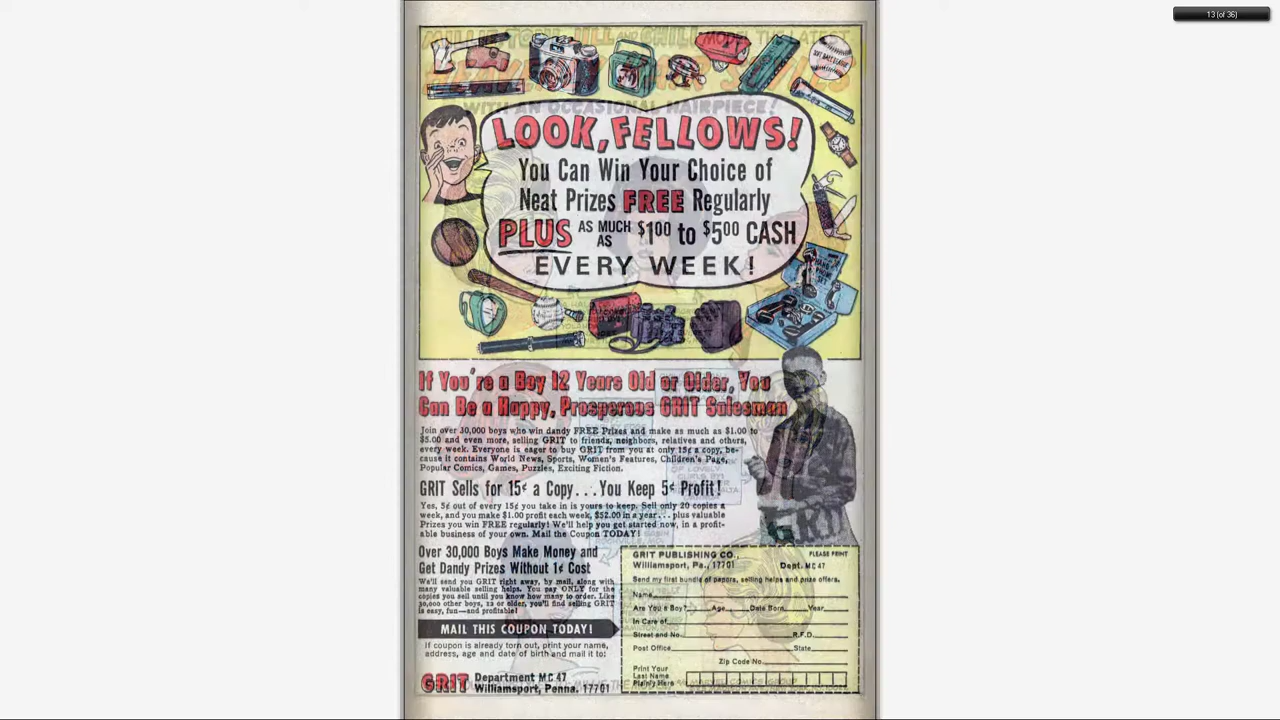 13 (of 36)
MODEL THE LATEST
WITH AN OCCASIONAL HAIRPIECE!
SOFT BALL LEAGUE
LOOK, FELLOWS!
You Can Win Your Choice of
Neat Prizes FREE Regularly
PLUS AS MUCH AS $100 to $500 CASH
EVERY WEEK!
If You're a Boy 12 Years Old or Older, You
Can Be a Happy, Prosperous GRIT Salesman
Join over 30,000 boys who win dandy FREE Prizes and make as much as $1.00 to
$5.00 and even more, selling GRIT to friends, neighbors, relatives and others,
every week. Everyone is eager to buy GRIT from you at only 15¢ a copy, be-
cause it contains World News, Sports, Women's Features, Children's Page,
Popular Comics, Games, Puzzles, Exciting Fiction.
GRIT Sells for 15¢ a Copy...You Keep 5¢ Profit!
Yes, 5¢ out of every 15¢ you take in is yours to keep. Sell only 20 copies a
week, and you make $1.00 profit each week, $52.00 in a year... plus valuable
Prizes you win FREE regularly! We'll help you get started now, in a profit-
able business of your own. Mail the Coupon TODAY!
Over 30,000 Boys Make Money and
Get Dandy Prizes Without 1¢ Cost
We'll send you GRIT right away, by mail, along with
many valuable selling helps. You pay ONLY for the
copies you sell until you know how many to order. Like
30,000 other boys, 12 or older, you'll find selling GRIT
is easy, fun—and profitable!
MAIL THIS COUPON TODAY!
If coupon is already torn out, print your name,
address, age and date of birth and mail it to:
GRIT Department MC 47
Williamsport, Penna. 17701
GRIT PUBLISHING CO., PLEASE PRINT
Williamsport, Pa., 17701 Dept. MC 47
Send my first bundle of papers, selling helps and prize offers.
Name
Are You a Boy? Age Date Born Year
In Care of
Street and No. R.F.D.
Post Office State
Zip Code No.
Print Your
Last Name
Plainly Here